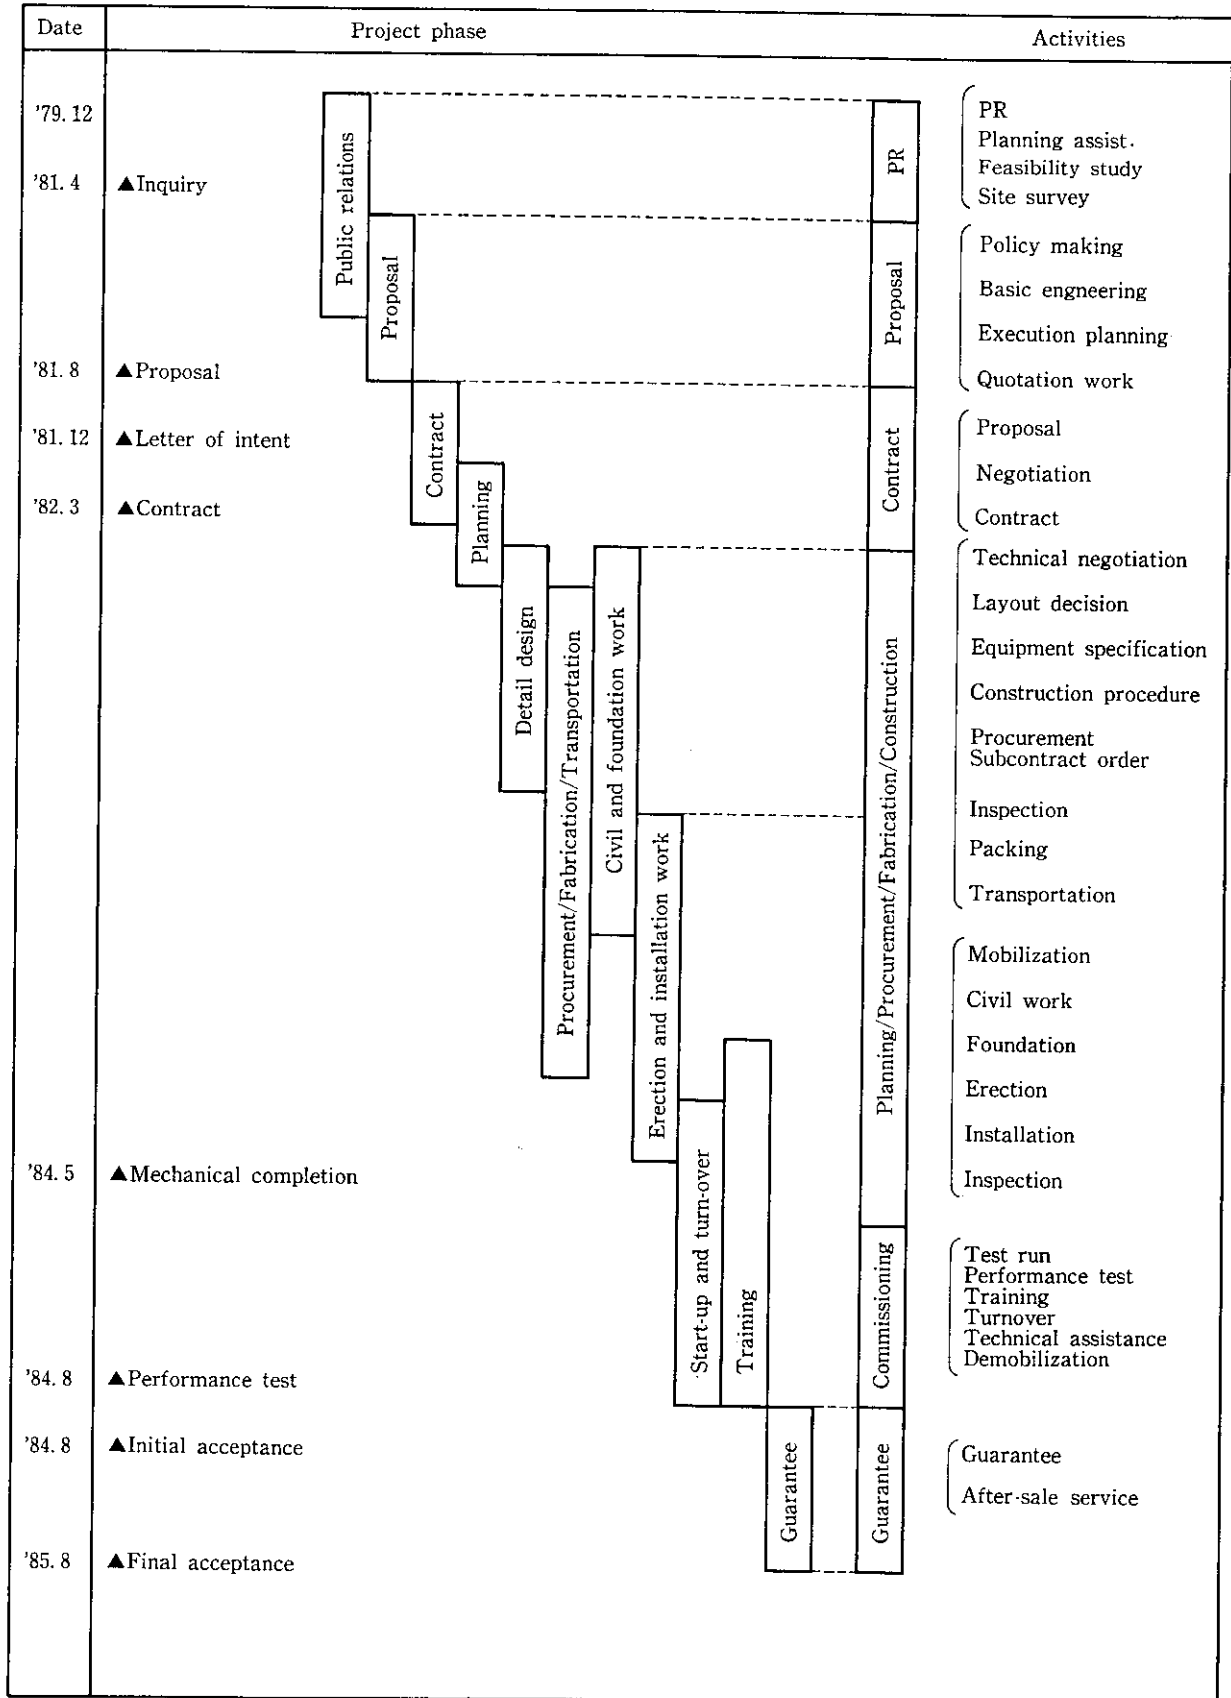 Date
Project phase
Activities
'79.12
'81.4 ▲Inquiry
'81.8 ▲Proposal
'81.12 ▲Letter of intent
'82.3 ▲Contract
'84.5 ▲Mechanical completion
'84.8 ▲Performance test
'84.8 ▲Initial acceptance
'85.8 ▲Final acceptance
Public relations
Proposal
Contract
Planning
Detail design
Procurement/Fabrication/Transportation
Civil and foundation work
Erection and installation work
Start-up and turn-over
Training
Guarantee
PR
Proposal
Contract
Planning/Procurement/Fabrication/Construction
Commissioning
Guarantee
PR
Planning assist.
Feasibility study
Site survey
Policy making
Basic engneering
Execution planning
Quotation work
Proposal
Negotiation
Contract
Technical negotiation
Layout decision
Equipment specification
Construction procedure
Procurement
Subcontract order
Inspection
Packing
Transportation
Mobilization
Civil work
Foundation
Erection
Installation
Inspection
Test run
Performance test
Training
Turnover
Technical assistance
Demobilization
Guarantee
After-sale service